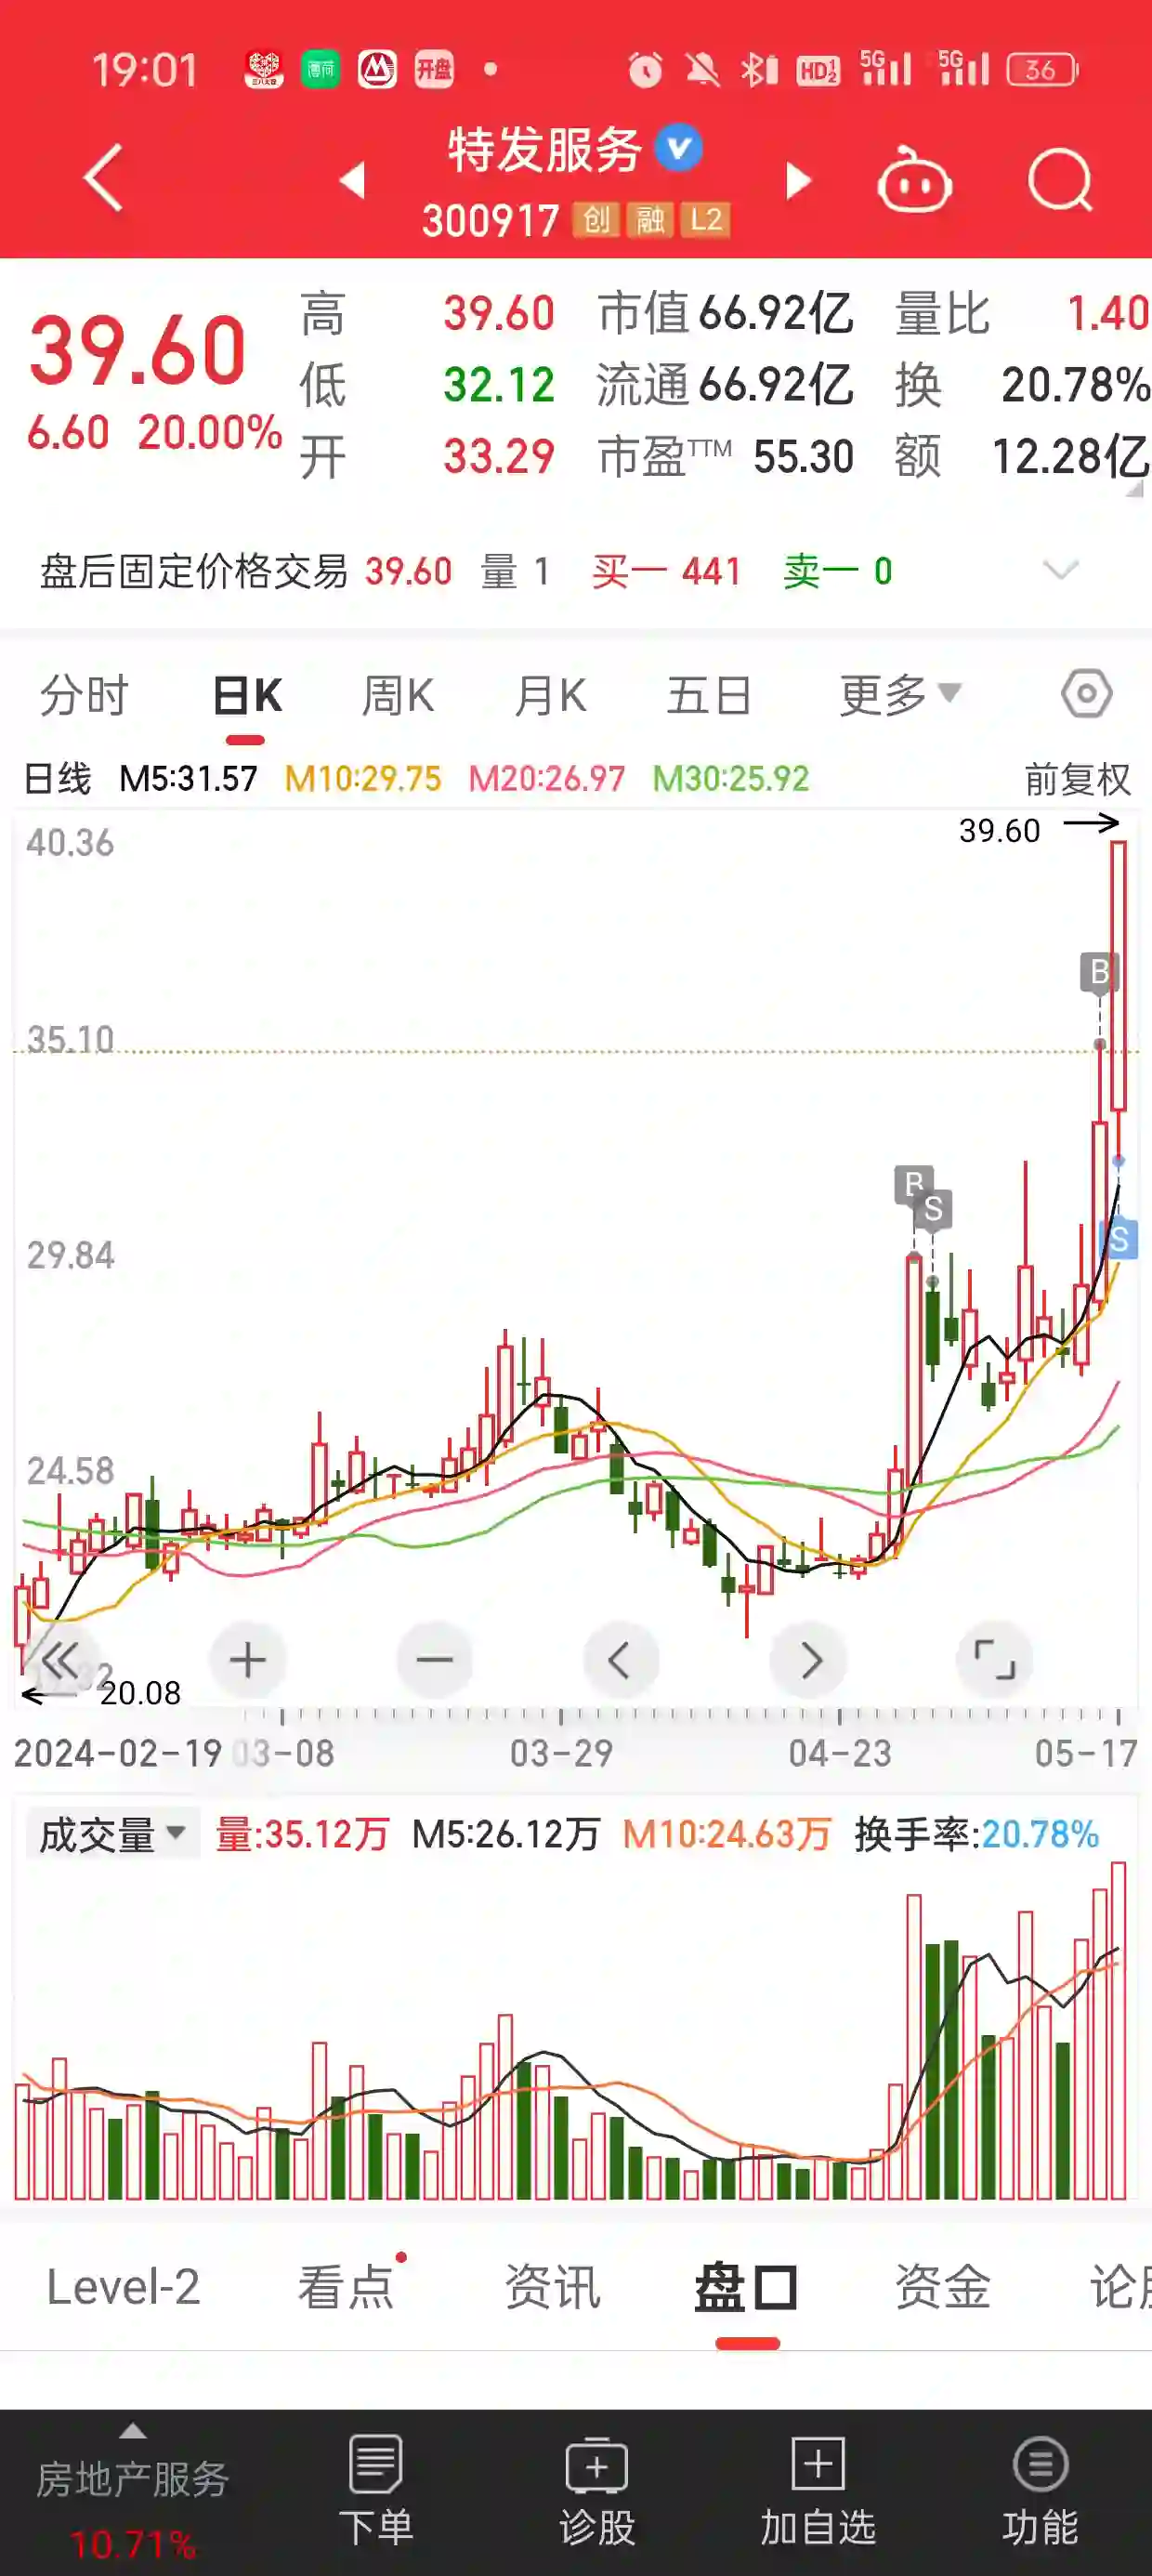 19:01 薄荷 开盘 HD 5G 5G 36
特发服务
300917 创 融 L2
39.60 高 39.60 市值 66.92亿 量比 1.40
低 32.12 流通 66.92亿 换 20.78%
6.60 20.00% 开 33.29 市盈TTM 55.30 额 12.28亿
盘后固定价格交易 39.60 量 1 买一 441 卖一 0
分时 日K 周K 月K 五日 更多
日线 M5:31.57 M10:29.75 M20:26.97 M30:25.92 前复权
40.36 39.60
B
35.10
B
S
29.84 S
24.58
20.08
2024-02-19 03-08 03-29 04-23 05-17
成交量 量:35.12万 M5:26.12万 M10:24.63万 换手率:20.78%
Level-2 看点 资讯 盘口 资金
房地产服务 下单 诊股 加自选 功能
10.71%